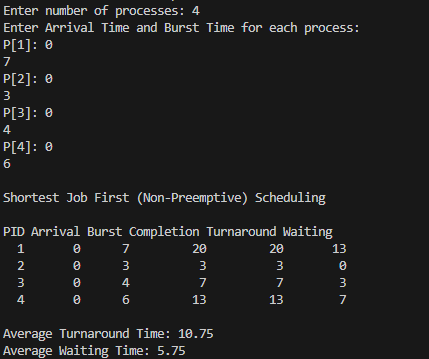 Enter number of processes: 4
Enter Arrival Time and Burst Time for each process:
P[1]: 0
7
P[2]: 0
3
P[3]: 0
4
P[4]: 0
6
Shortest Job First (Non-Preemptive) Scheduling
PID Arrival Burst Completion Turnaround Waiting
1 0 7 20 20 13
2 0 3 3 3 0
3 0 4 7 7 3
4 0 6 13 13 7
Average Turnaround Time: 10.75
Average Waiting Time: 5.75